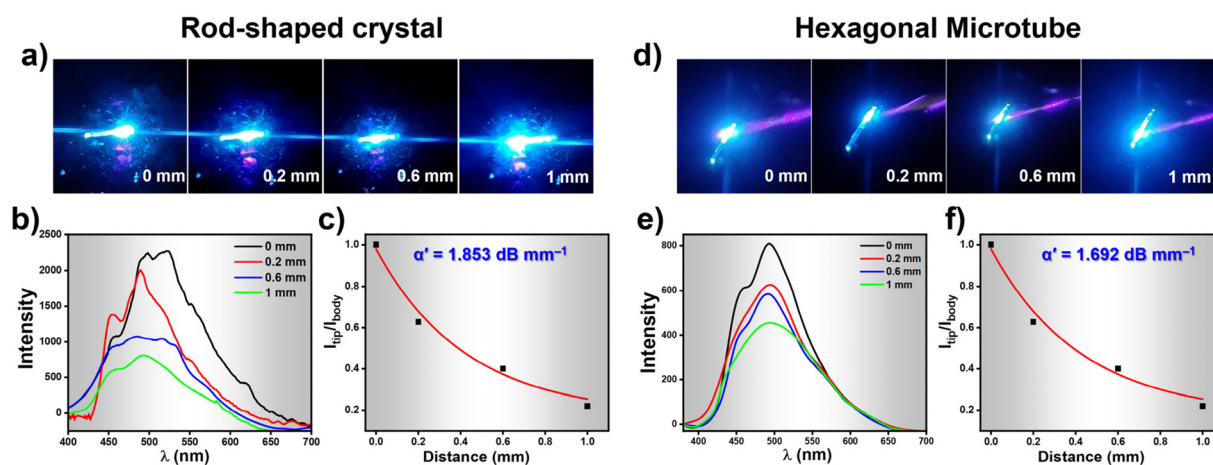 Rod-shaped crystal
Hexagonal Microtube
a)
0 mm
0.2 mm
0.6 mm
1 mm
d)
0 mm
0.2 mm
0.6 mm
1 mm
b)
2500
2000
1500
1000
500
0
Intensity
0 mm
0.2 mm
0.6 mm
1 mm
400 450 500 550 600 650 700
λ (nm)
c)
1.0
0.8
0.6
0.4
0.2
I_tip/I_body
α′ = 1.853 dB mm⁻¹
0.0 0.2 0.4 0.6 0.8 1.0
Distance (mm)
e)
800
600
400
200
0
Intensity
0 mm
0.2 mm
0.6 mm
1 mm
400 450 500 550 600 650 700
λ (nm)
f)
1.0
0.8
0.6
0.4
0.2
I_tip/I_body
α′ = 1.692 dB mm⁻¹
0.0 0.2 0.4 0.6 0.8 1.0
Distance (mm)